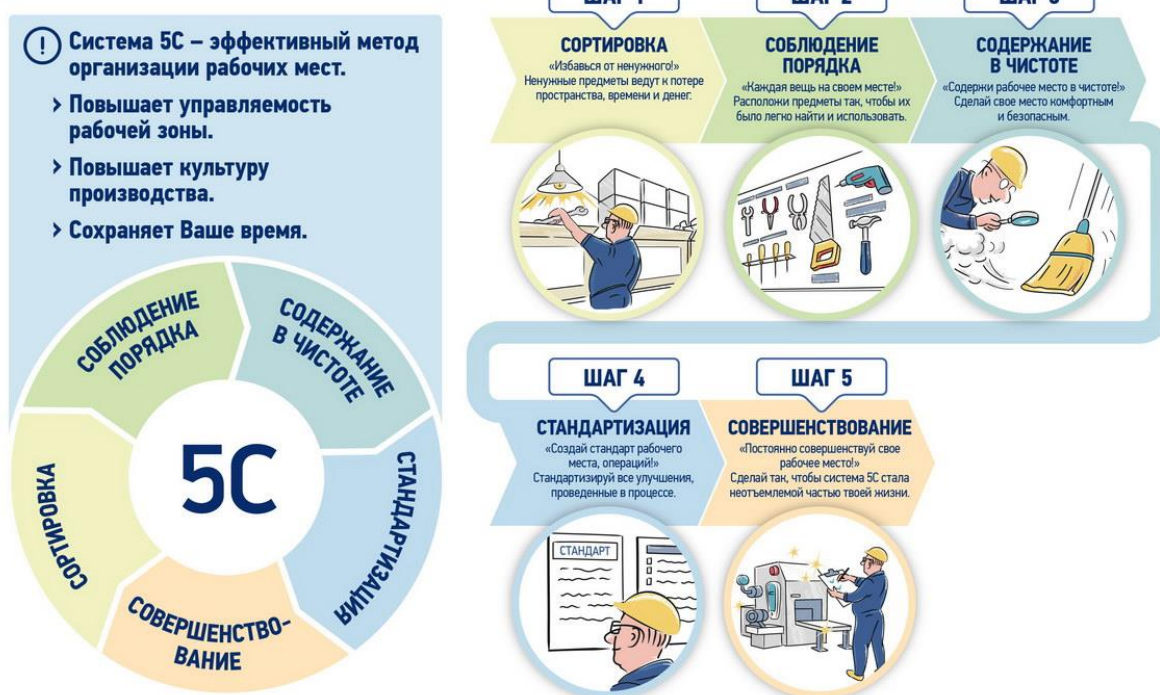 ! Система 5С – эффективный метод
организации рабочих мест.
> Повышает управляемость
рабочей зоны.
> Повышает культуру
производства.
> Сохраняет Ваше время.
СОБЛЮДЕНИЕ
ПОРЯДКА
СОДЕРЖАНИЕ
В ЧИСТОТЕ
СТАНДАРТИЗАЦИЯ
СОВЕРШЕНСТВО-
ВАНИЕ
СОРТИРОВКА
5С
ШАГ 1
СОРТИРОВКА
«Избавься от ненужного!»
Ненужные предметы ведут к потере
пространства, времени и денег.
ШАГ 2
СОБЛЮДЕНИЕ
ПОРЯДКА
«Каждая вещь на своем месте!»
Расположи предметы так, чтобы их
было легко найти и использовать.
ШАГ 3
СОДЕРЖАНИЕ
В ЧИСТОТЕ
«Содержи рабочее место в чистоте!»
Сделай свое место комфортным
и безопасным.
ШАГ 4
СТАНДАРТИЗАЦИЯ
«Создай стандарт рабочего
места, операций!»
Стандартизируй все улучшения,
проведенные в процессе.
СТАНДАРТ
ШАГ 5
СОВЕРШЕНСТВОВАНИЕ
«Постоянно совершенствуй свое
рабочее место!»
Сделай так, чтобы система 5С стала
неотъемлемой частью твоей жизни.